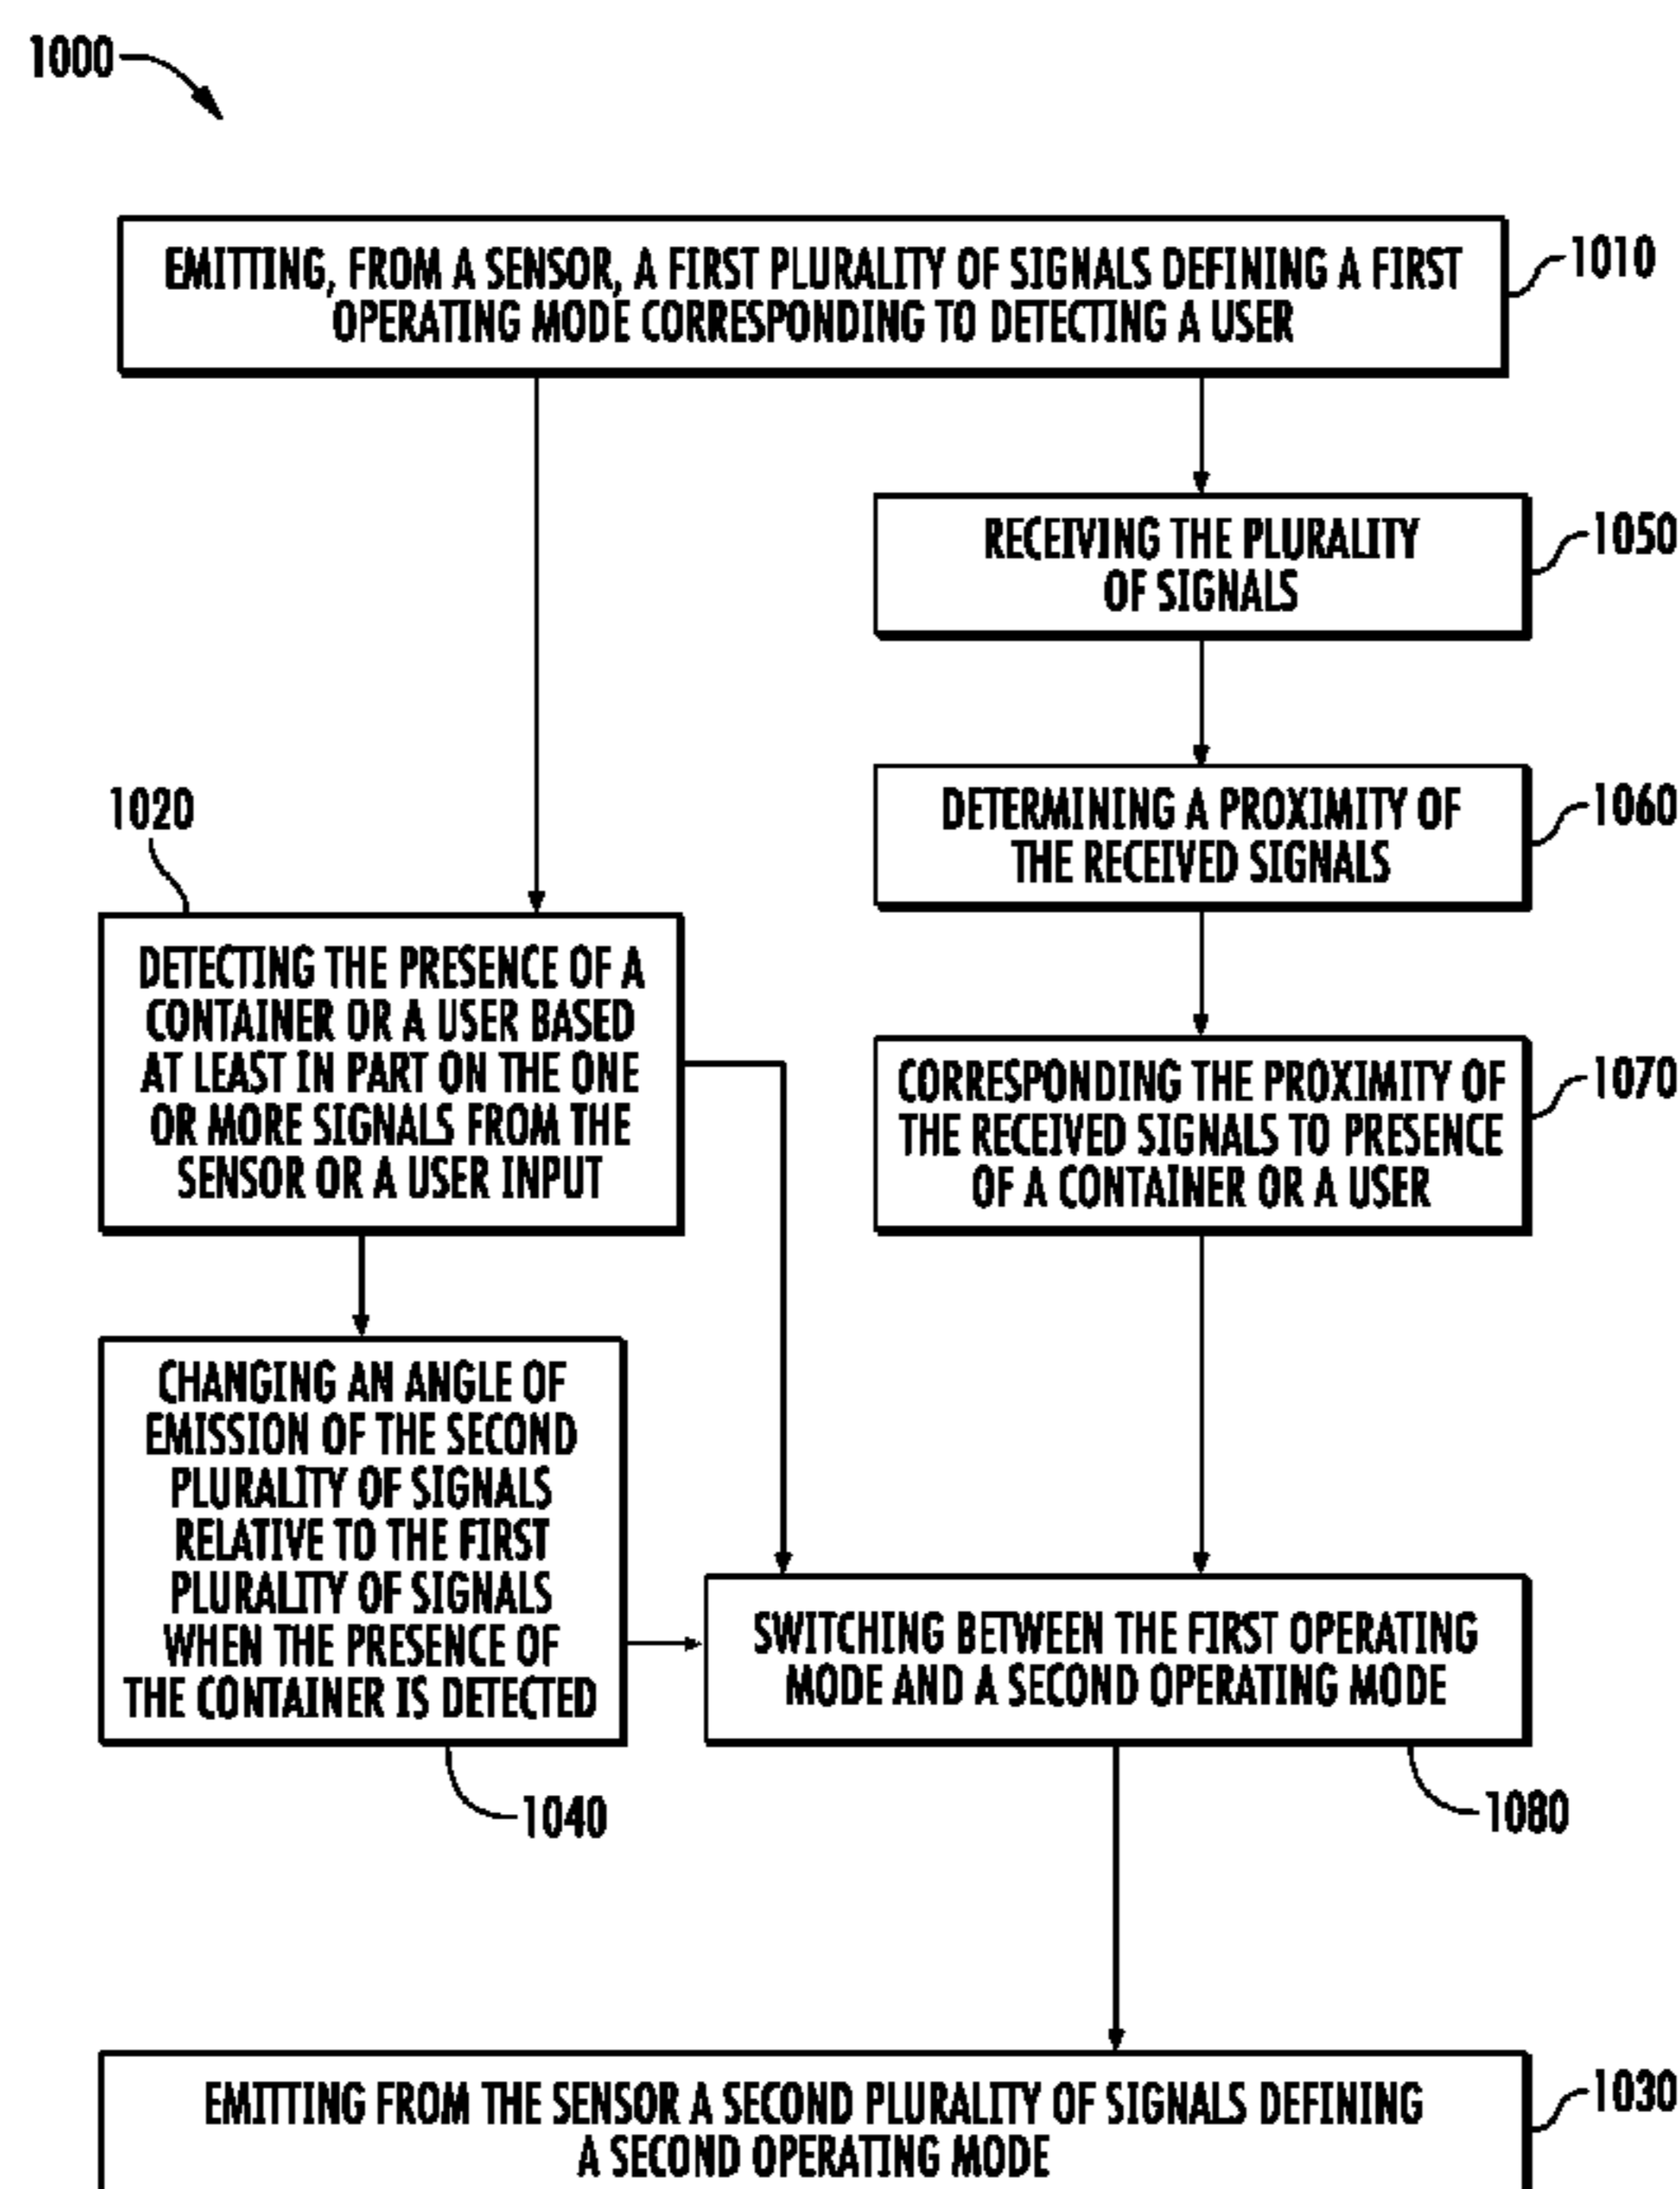 1000
EMITTING, FROM A SENSOR, A FIRST PLURALITY OF SIGNALS DEFINING A FIRST
OPERATING MODE CORRESPONDING TO DETECTING A USER
1010
RECEIVING THE PLURALITY
OF SIGNALS
1050
DETERMINING A PROXIMITY OF
THE RECEIVED SIGNALS
1060
1020
DETECTING THE PRESENCE OF A
CONTAINER OR A USER BASED
AT LEAST IN PART ON THE ONE
OR MORE SIGNALS FROM THE
SENSOR OR A USER INPUT
CORRESPONDING THE PROXIMITY OF
THE RECEIVED SIGNALS TO PRESENCE
OF A CONTAINER OR A USER
1070
CHANGING AN ANGLE OF
EMISSION OF THE SECOND
PLURALITY OF SIGNALS
RELATIVE TO THE FIRST
PLURALITY OF SIGNALS
WHEN THE PRESENCE OF
THE CONTAINER IS DETECTED
1040
SWITCHING BETWEEN THE FIRST OPERATING
MODE AND A SECOND OPERATING MODE
1080
EMITTING FROM THE SENSOR A SECOND PLURALITY OF SIGNALS DEFINING
A SECOND OPERATING MODE
1030